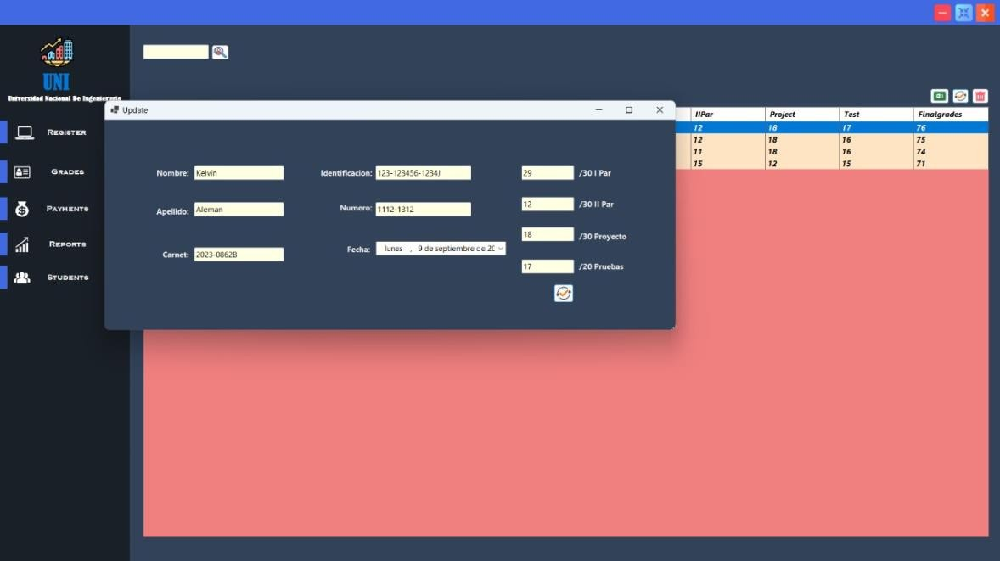 UNI
Universidad Nacional De Ingenieraria
REGISTER
GRADES
PAYMENTS
REPORTS
STUDENTS
IIPar Project Test Finalgrades
12 18 17 76
12 18 16 75
11 18 16 74
15 12 15 71
Update
Nombre: Kelvin
Apellido: Aleman
Carnet: 2023-0862B
Identificacion: 123-123456-1234J
Numero: 1112-1312
Fecha: lunes , 9 de septiembre de 20
29 /30 I Par
12 /30 II Par
18 /30 Proyecto
17 /20 Pruebas